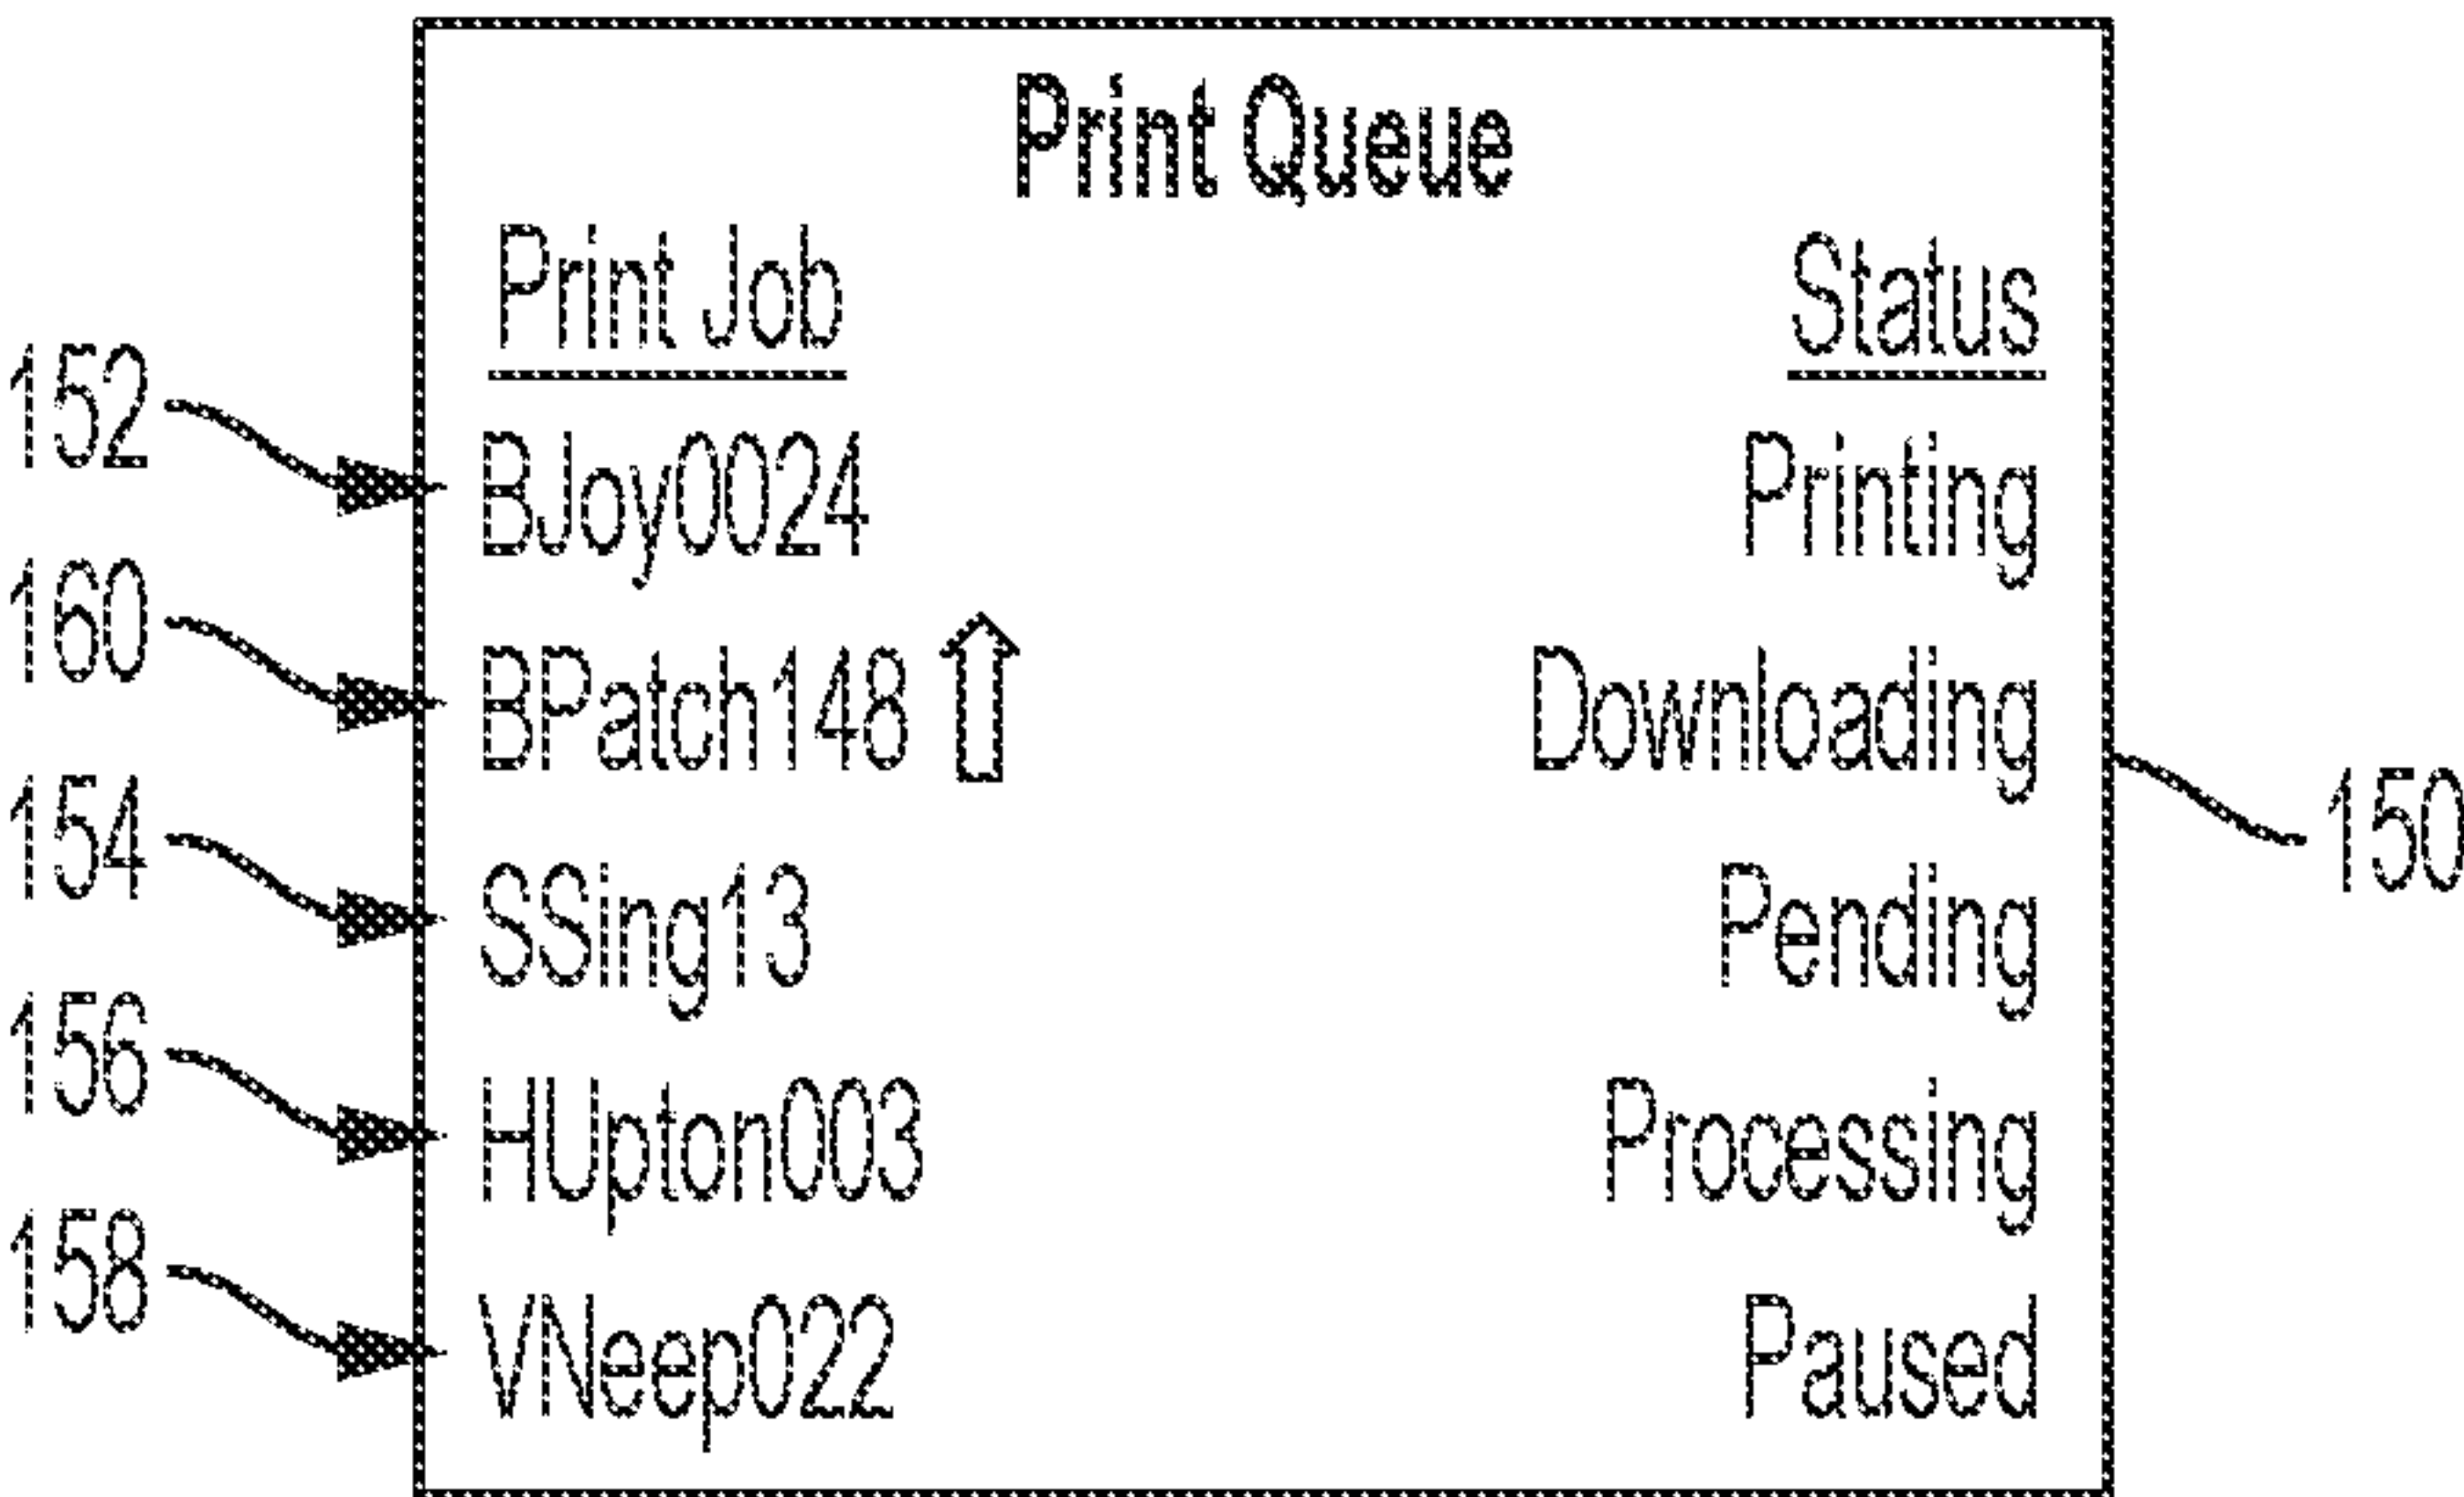 Print Queue
Print Job Status
152 BJoy0024 Printing
160 BPatch148 Downloading
154 SSing13 Pending 150
156 HUpton003 Processing
158 VNeep022 Paused